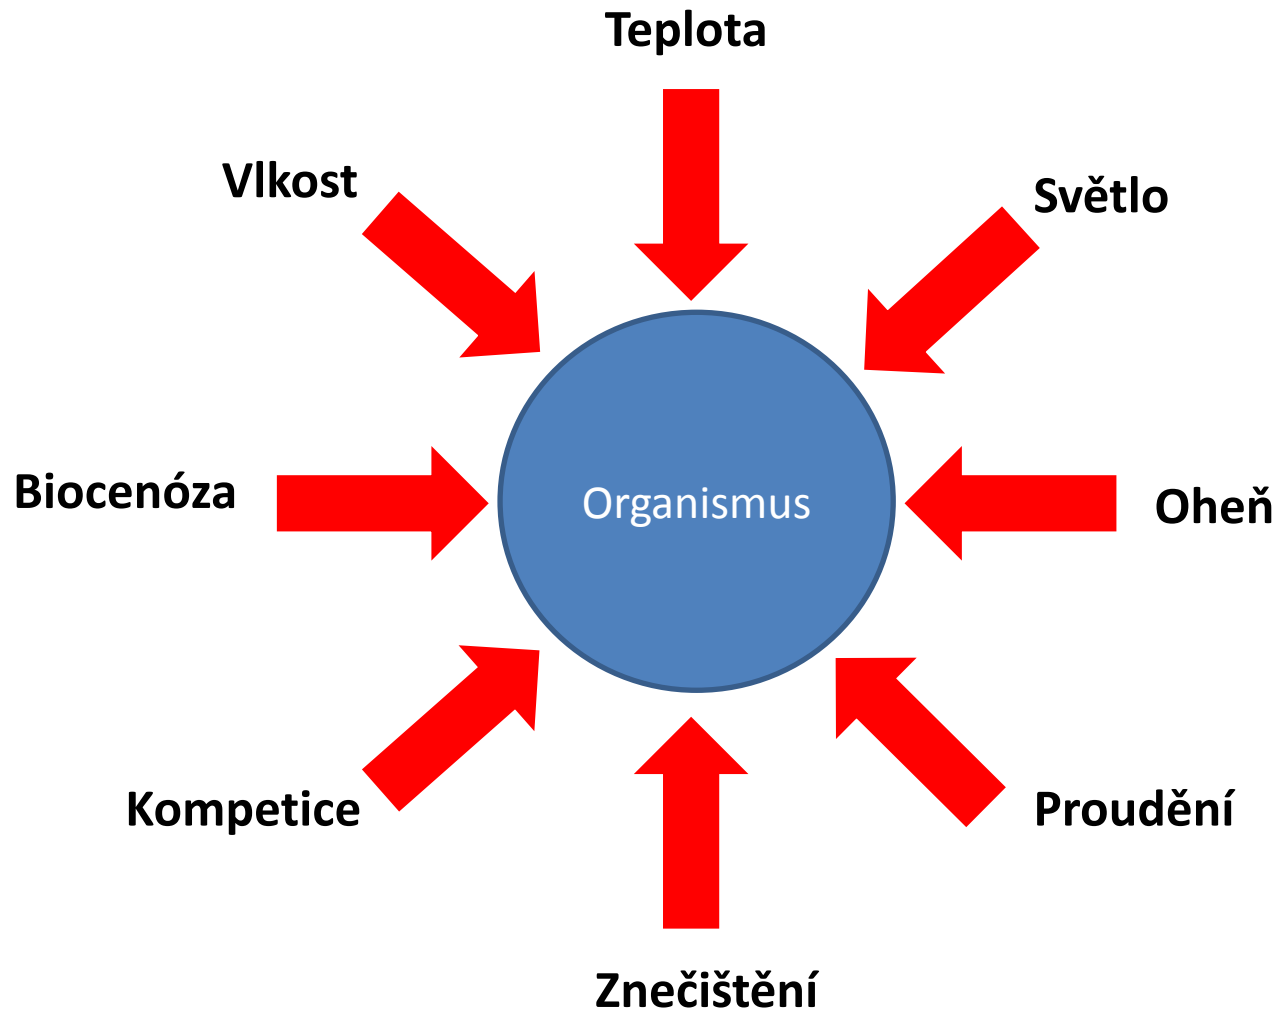 Teplota
Vlkost
Světlo
Biocenóza
Organismus
Oheň
Kompetice
Proudění
Znečištění